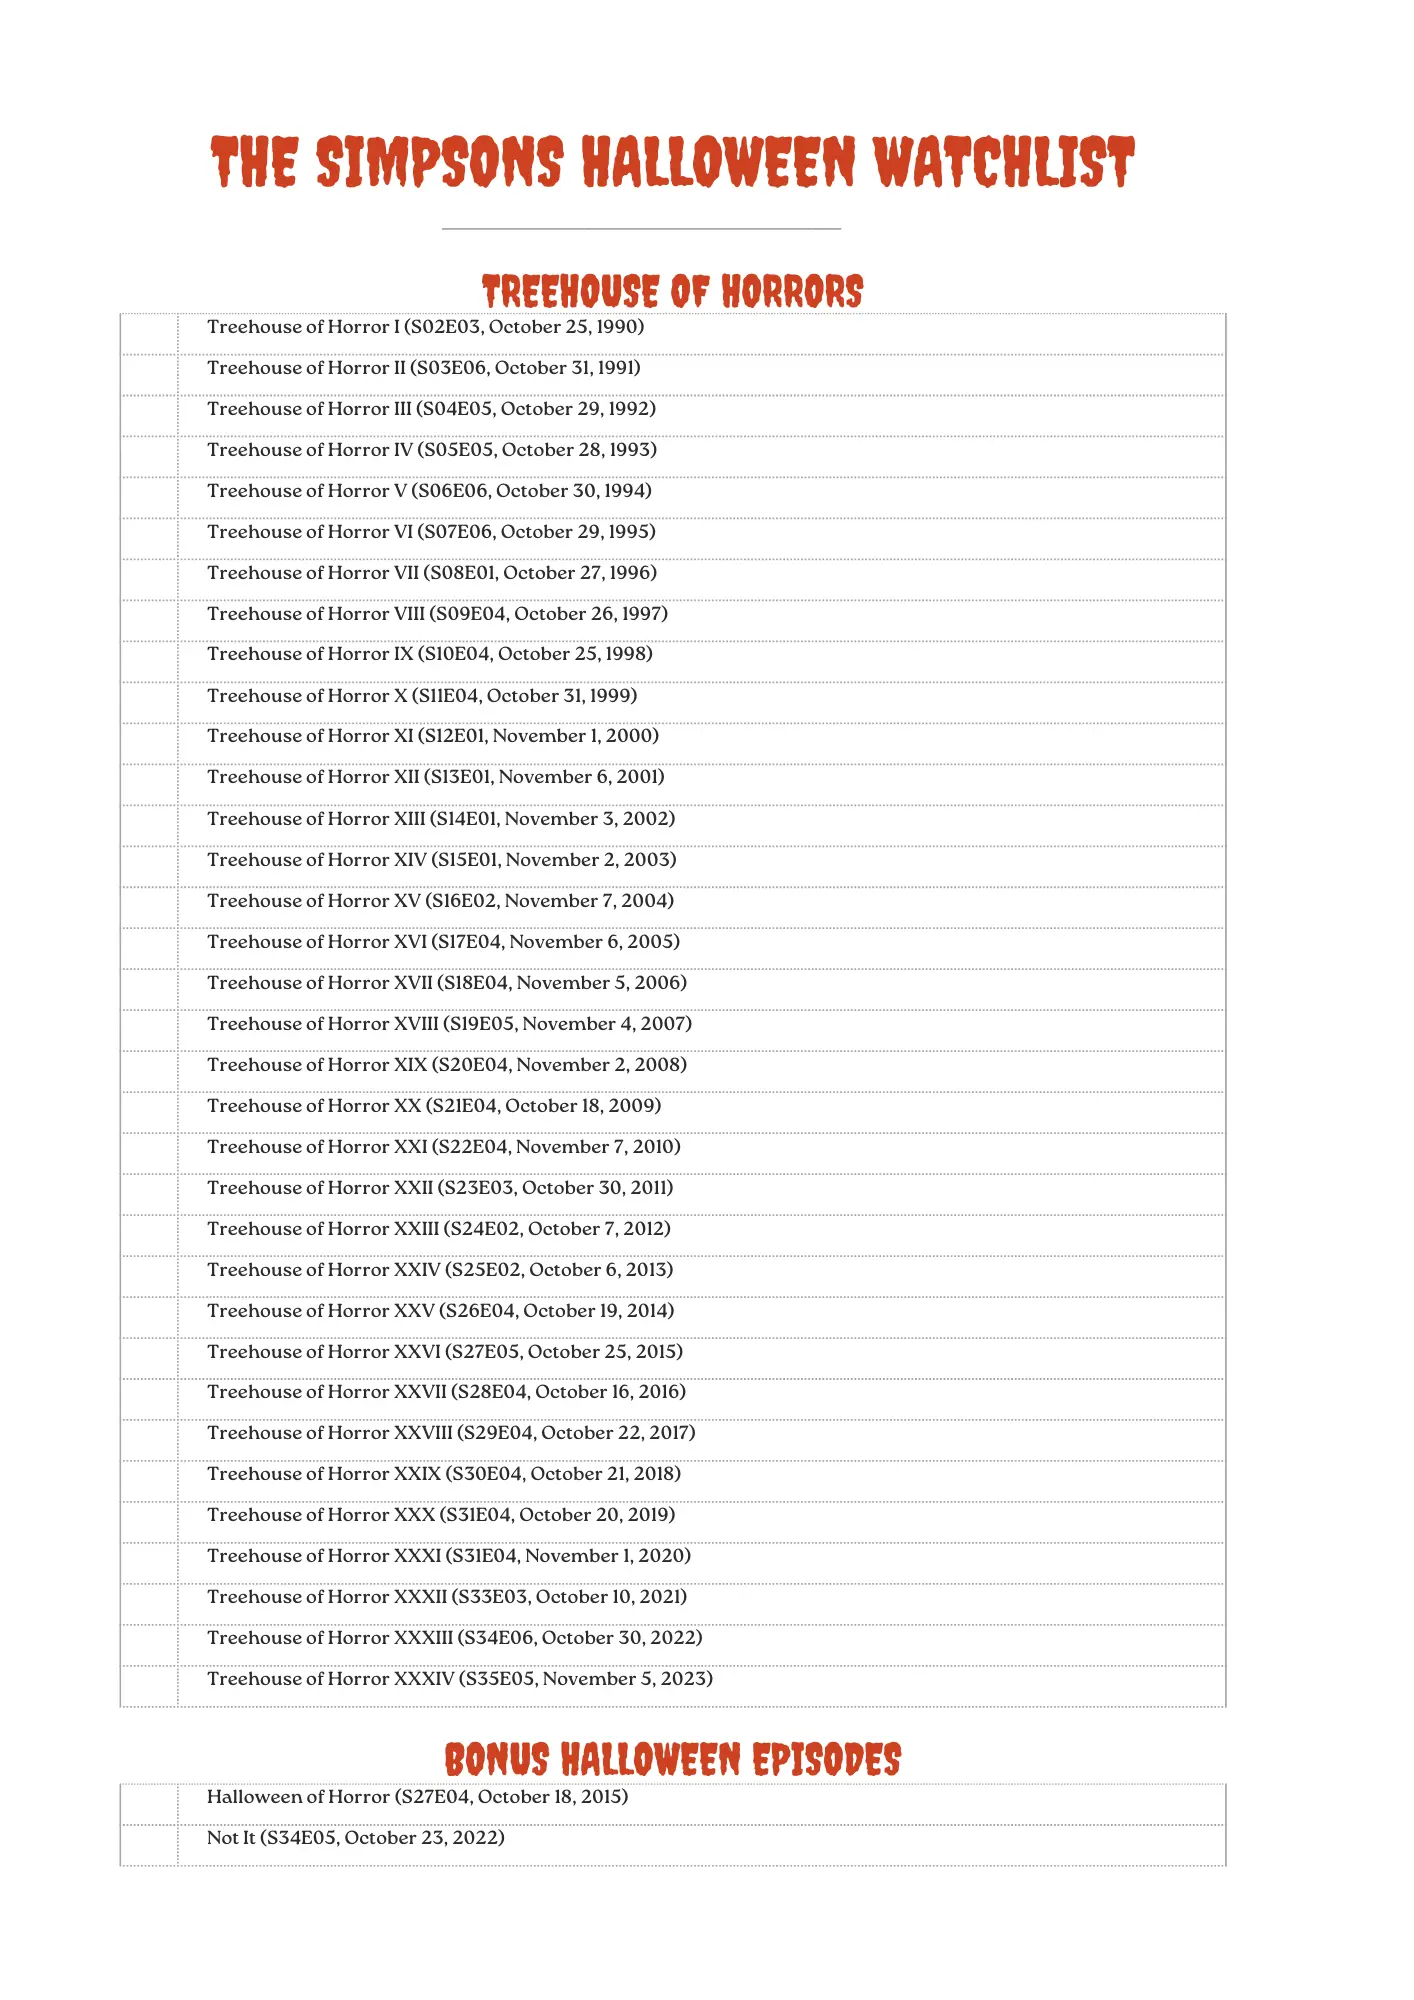 THE SIMPSONS HALLOWEEN WATCHLIST
TREEHOUSE OF HORRORS
Treehouse of Horror I (S02E03, October 25, 1990)
Treehouse of Horror II (S03E06, October 31, 1991)
Treehouse of Horror III (S04E05, October 29, 1992)
Treehouse of Horror IV (S05E05, October 28, 1993)
Treehouse of Horror V (S06E06, October 30, 1994)
Treehouse of Horror VI (S07E06, October 29, 1995)
Treehouse of Horror VII (S08E01, October 27, 1996)
Treehouse of Horror VIII (S09E04, October 26, 1997)
Treehouse of Horror IX (S10E04, October 25, 1998)
Treehouse of Horror X (S11E04, October 31, 1999)
Treehouse of Horror XI (S12E01, November 1, 2000)
Treehouse of Horror XII (S13E01, November 6, 2001)
Treehouse of Horror XIII (S14E01, November 3, 2002)
Treehouse of Horror XIV (S15E01, November 2, 2003)
Treehouse of Horror XV (S16E02, November 7, 2004)
Treehouse of Horror XVI (S17E04, November 6, 2005)
Treehouse of Horror XVII (S18E04, November 5, 2006)
Treehouse of Horror XVIII (S19E05, November 4, 2007)
Treehouse of Horror XIX (S20E04, November 2, 2008)
Treehouse of Horror XX (S21E04, October 18, 2009)
Treehouse of Horror XXI (S22E04, November 7, 2010)
Treehouse of Horror XXII (S23E03, October 30, 2011)
Treehouse of Horror XXIII (S24E02, October 7, 2012)
Treehouse of Horror XXIV (S25E02, October 6, 2013)
Treehouse of Horror XXV (S26E04, October 19, 2014)
Treehouse of Horror XXVI (S27E05, October 25, 2015)
Treehouse of Horror XXVII (S28E04, October 16, 2016)
Treehouse of Horror XXVIII (S29E04, October 22, 2017)
Treehouse of Horror XXIX (S30E04, October 21, 2018)
Treehouse of Horror XXX (S31E04, October 20, 2019)
Treehouse of Horror XXXI (S31E04, November 1, 2020)
Treehouse of Horror XXXII (S33E03, October 10, 2021)
Treehouse of Horror XXXIII (S34E06, October 30, 2022)
Treehouse of Horror XXXIV (S35E05, November 5, 2023)
BONUS HALLOWEEN EPISODES
Halloween of Horror (S27E04, October 18, 2015)
Not It (S34E05, October 23, 2022)